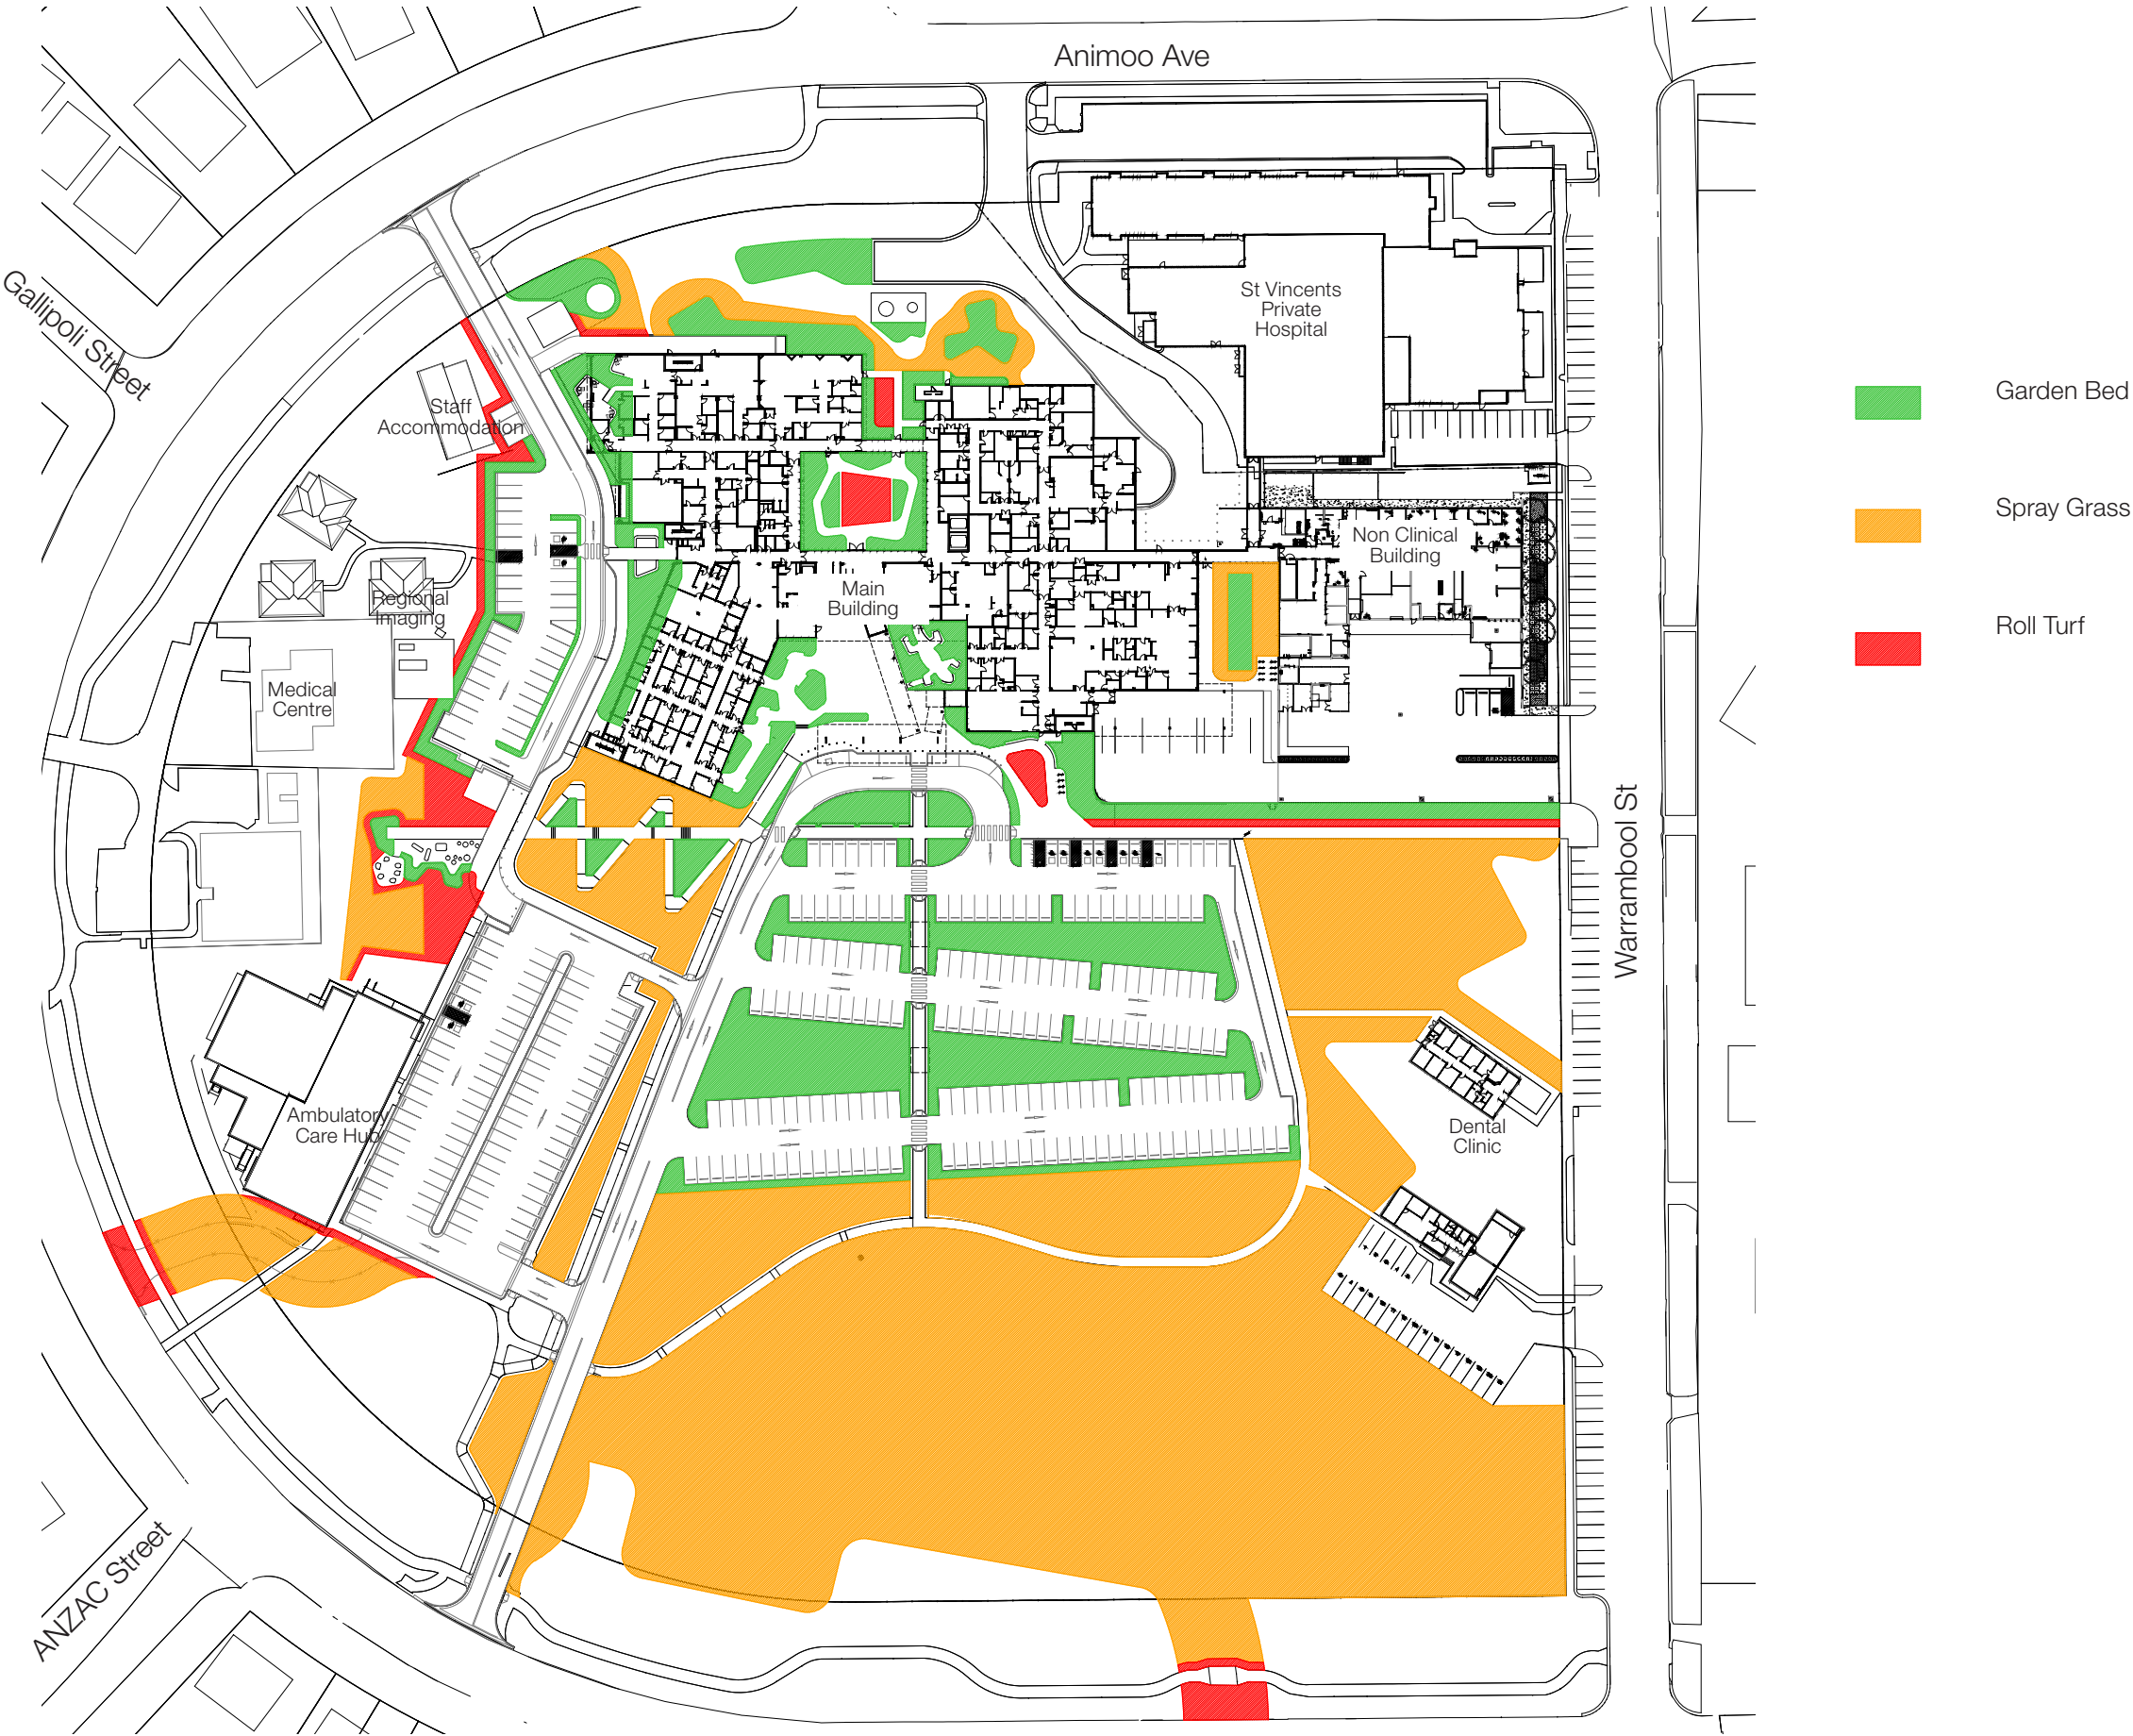 Animoo Ave
Gallipoli Street
St Vincents
Private
Hospital
Staff
Accommodation
Garden Bed
Spray Grass
Non Clinical
Building
Main
Building
Regional
Imaging
Roll Turf
Medical
Centre
Warrambool St
Ambulatory
Care Hub
Dental
Clinic
ANZAC Street